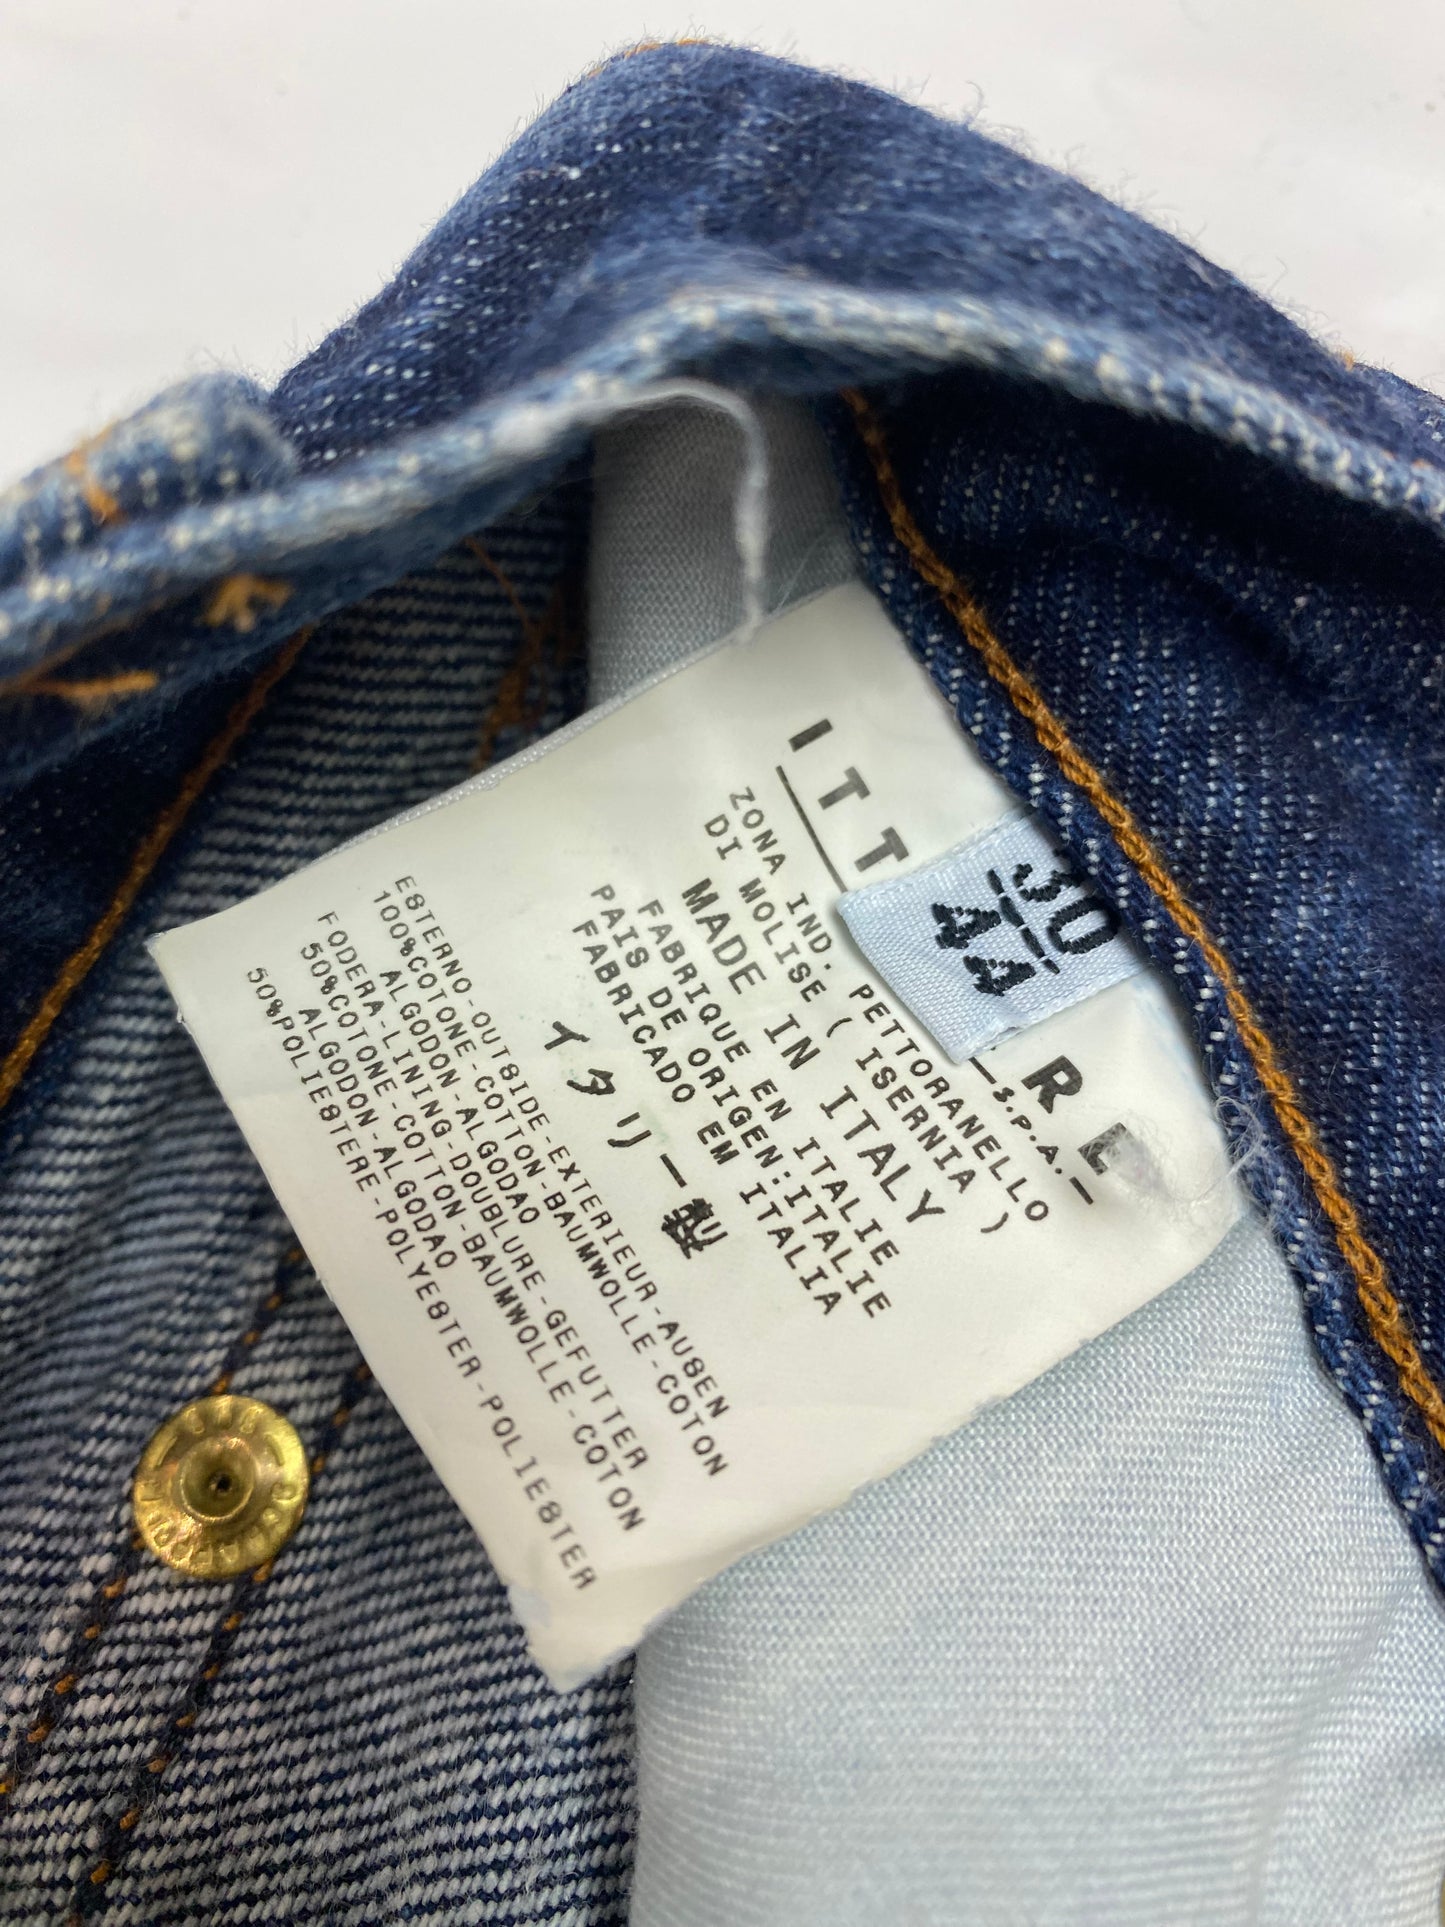 ITT
RE
S.P.A.
30
44
ZONA IND. PETTORANELLO
DI MOLISE ( ISERNIA )
MADE IN ITALY
FABRIQUE EN ITALIE
PAIS DE ORIGEN:ITALIE
FABRICADO EM ITALIA
イタリー製
ESTERNO-OUTSIDE-EXTERIEUR-AUSEN
100%COTONE-COTTON-BAUMWOLLE-COTON
ALGODON-ALGODAO
FODERA-LINING-DOUBLURE-GEFUTTER
50%COTONE-COTTON-BAUMWOLLE-COTON
ALGODON-ALGODAO
50%POLIESTERE-POLYESTER-POLIESTER